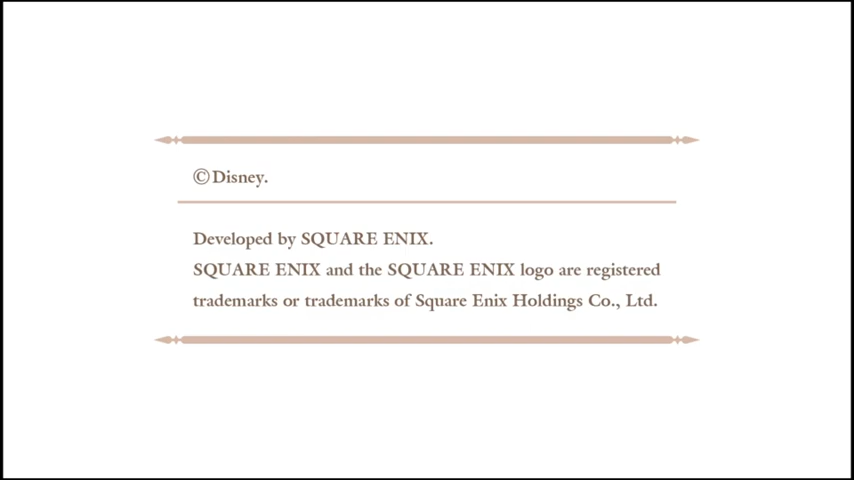 ©Disney.
Developed by SQUARE ENIX.
SQUARE ENIX and the SQUARE ENIX logo are registered
trademarks or trademarks of Square Enix Holdings Co., Ltd.